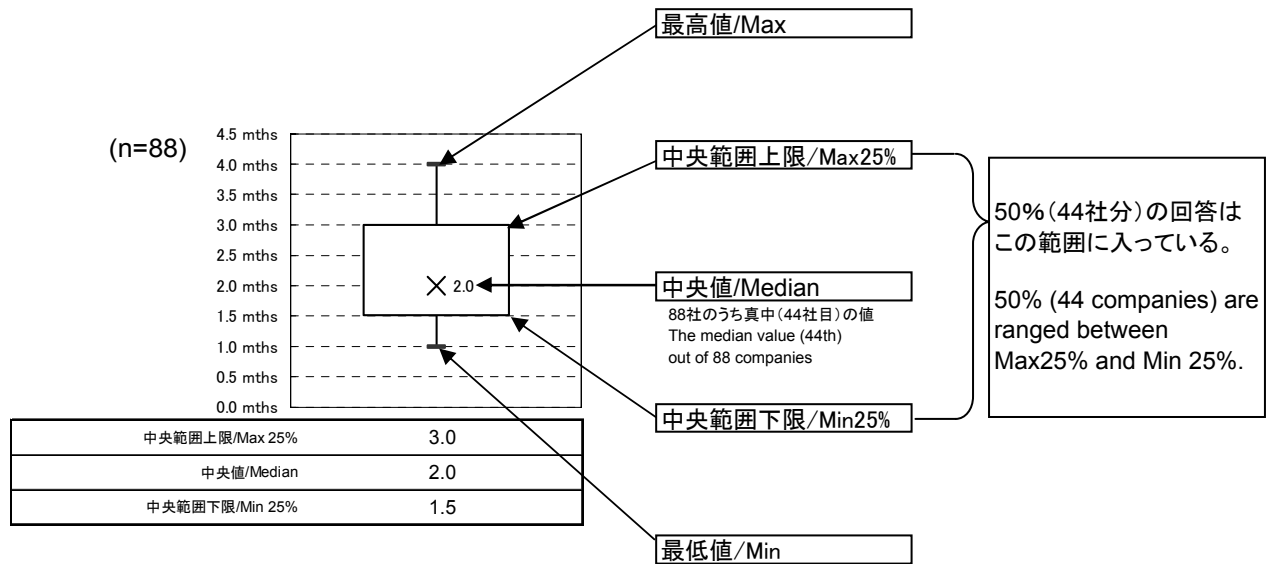 最高値/Max
(n=88)
4.5 mths
4.0 mths
3.5 mths
3.0 mths
2.5 mths
2.0 mths
1.5 mths
1.0 mths
0.5 mths
0.0 mths
2.0
中央範囲上限/Max25%
中央値/Median
88社のうち真中(44社目)の値
The median value (44th)
out of 88 companies
中央範囲下限/Min25%
最低値/Min
50%(44社分)の回答は
この範囲に入っている。
50% (44 companies) are
ranged between
Max25% and Min 25%.
中央範囲上限/Max 25% 3.0
中央値/Median 2.0
中央範囲下限/Min 25% 1.5